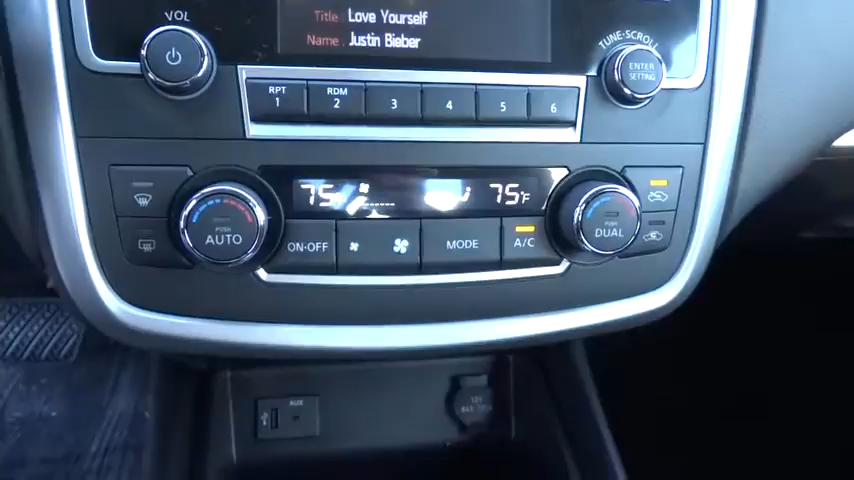 VOL
Title : Love Yourself
Name : Justin Bieber
TUNE·SCROLL
ENTER
SETTING
RPT
1
RDM
2
3
4
5
6
75°F
75°F
PUSH
AUTO
ON·OFF
MODE
A/C
PUSH
DUAL
AUX
12V